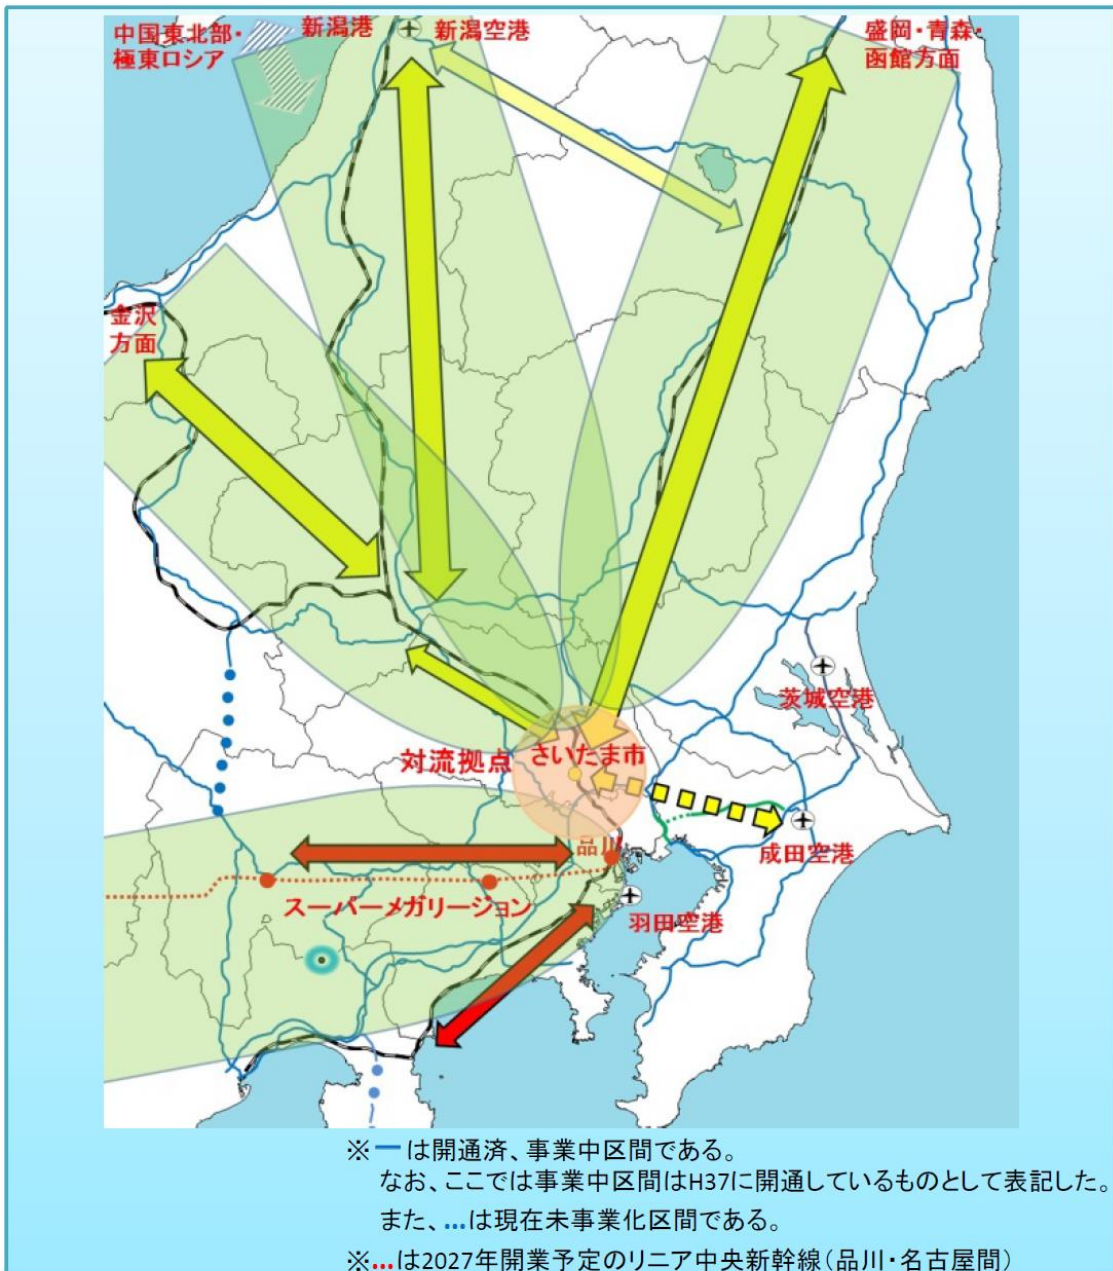 中国東北部・
極東ロシア
新潟港
新潟空港
盛岡・青森・
函館方面
金沢
方面
茨城空港
対流拠点
さいたま市
成田空港
品川
スーパーメガリージョン
羽田空港
※ーは開通済、事業中区間である。
なお、ここでは事業中区間はH37に開通しているものとして表記した。
また、…は現在未事業化区間である。
※…は2027年開業予定のリニア中央新幹線(品川・名古屋間)